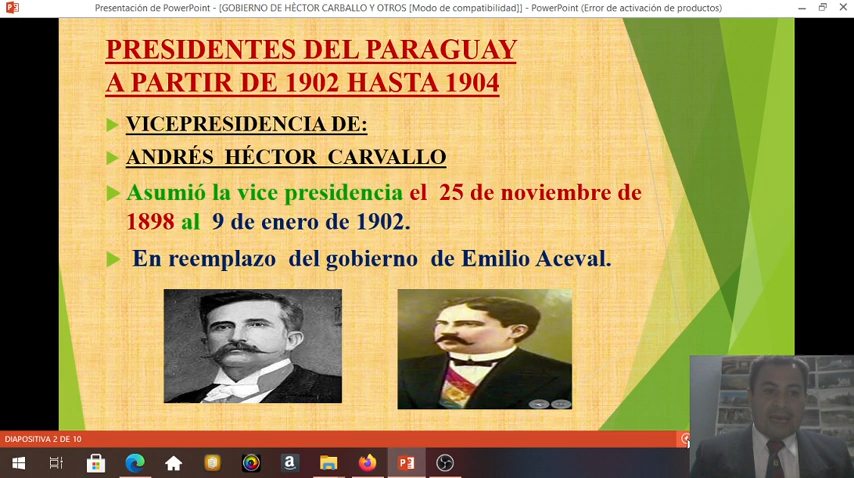 Presentación de PowerPoint - [GOBIERNO DE HÈCTOR CARBALLO Y OTROS [Modo de compatibilidad]] - PowerPoint (Error de activación de productos)
PRESIDENTES DEL PARAGUAY
A PARTIR DE 1902 HASTA 1904
VICEPRESIDENCIA DE:
ANDRÉS HÉCTOR CARVALLO
Asumió la vice presidencia el 25 de noviembre de
1898 al 9 de enero de 1902.
En reemplazo del gobierno de Emilio Aceval.
DIAPOSITIVA 2 DE 10